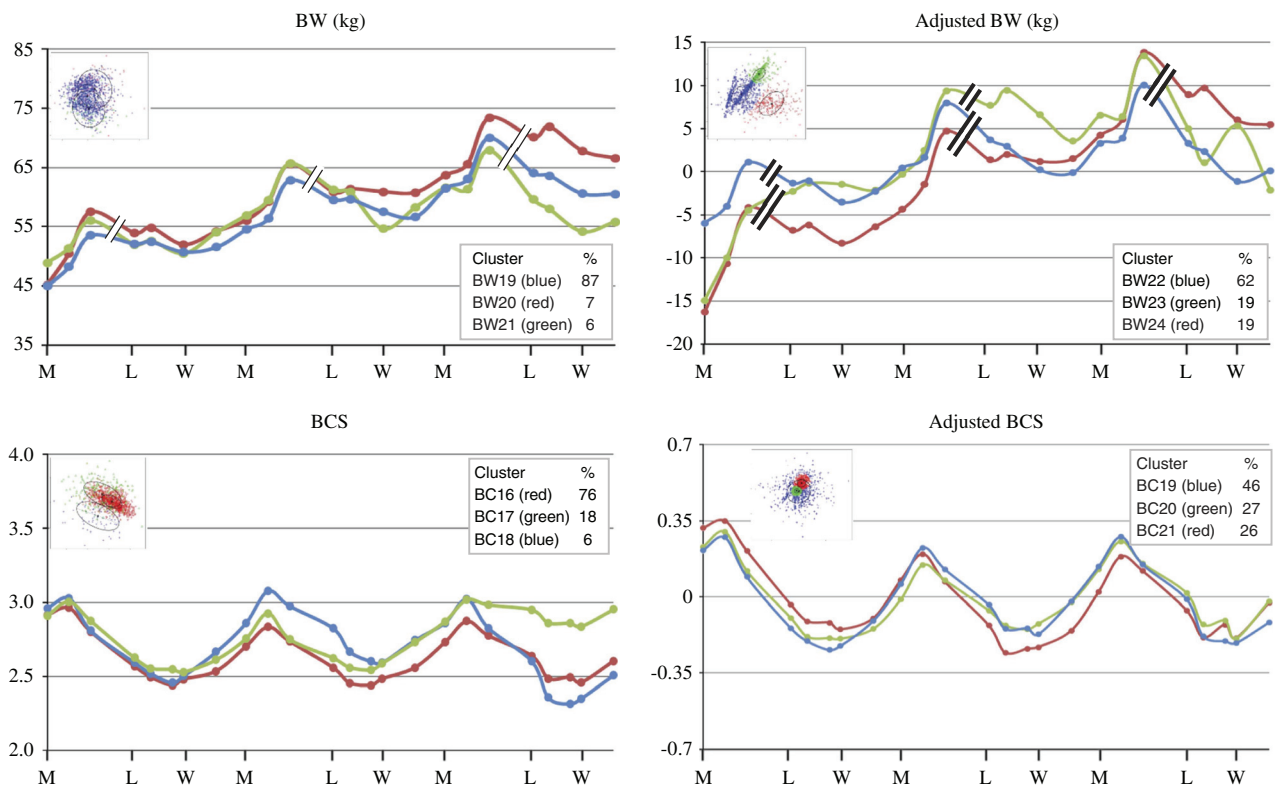 BW (kg)
85
75
65
55
45
35
M L W M L W M L W
Cluster %
BW19 (blue) 87
BW20 (red) 7
BW21 (green) 6
Adjusted BW (kg)
15
10
5
0
-5
-10
-15
-20
M L W M L W M L W
Cluster %
BW22 (blue) 62
BW23 (green) 19
BW24 (red) 19
BCS
4.0
3.5
3.0
2.5
2.0
M L W M L W M L W
Cluster %
BC16 (red) 76
BC17 (green) 18
BC18 (blue) 6
Adjusted BCS
0.7
0.35
0
-0.35
-0.7
M L W M L W M L W
Cluster %
BC19 (blue) 46
BC20 (green) 27
BC21 (red) 26